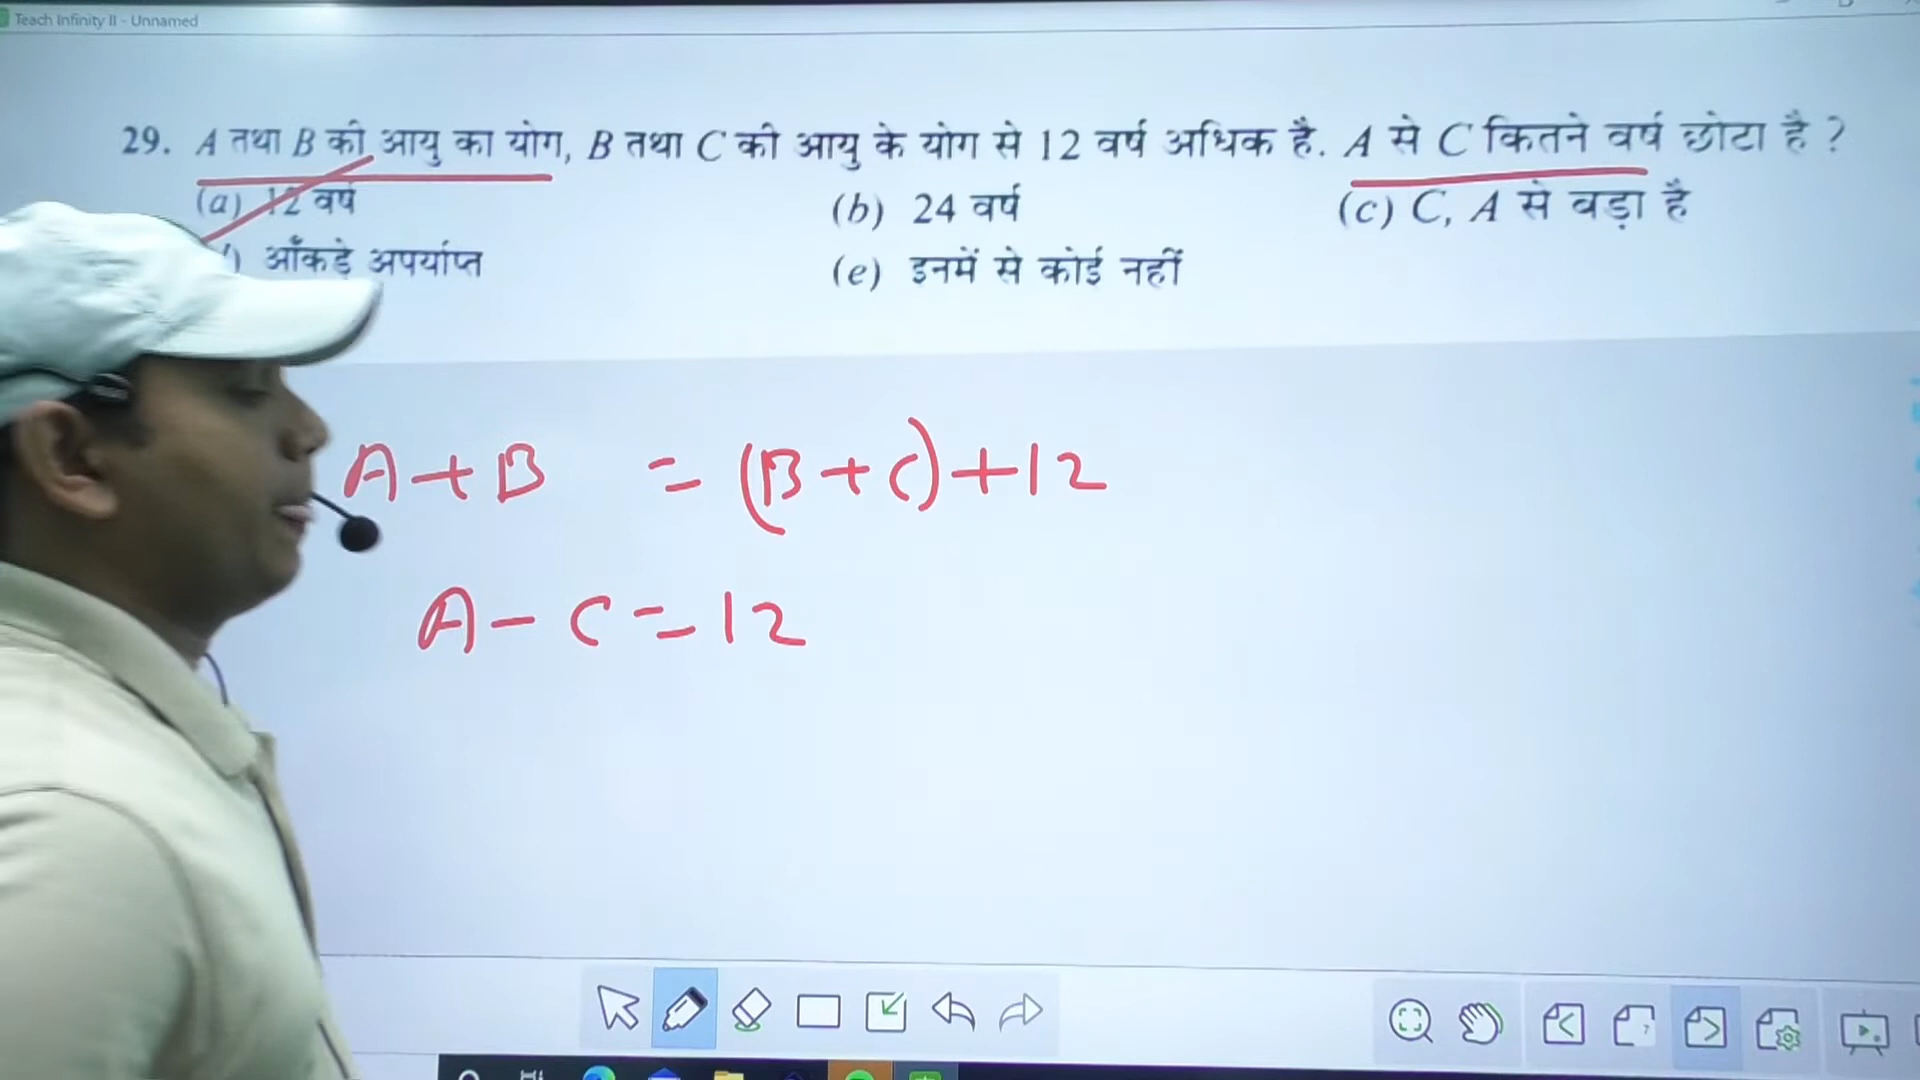 Teach Infinity II - Unnamed
29. A तथा B की आयु का योग, B तथा C की आयु के योग से 12 वर्ष अधिक है. A से C कितने वर्ष छोटा है ?
(a) 12 वर्ष (b) 24 वर्ष (c) C, A से बड़ा है
) आँकड़े अपर्याप्त (e) इनमें से कोई नहीं
A + B = (B + C) + 12
A - C = 12